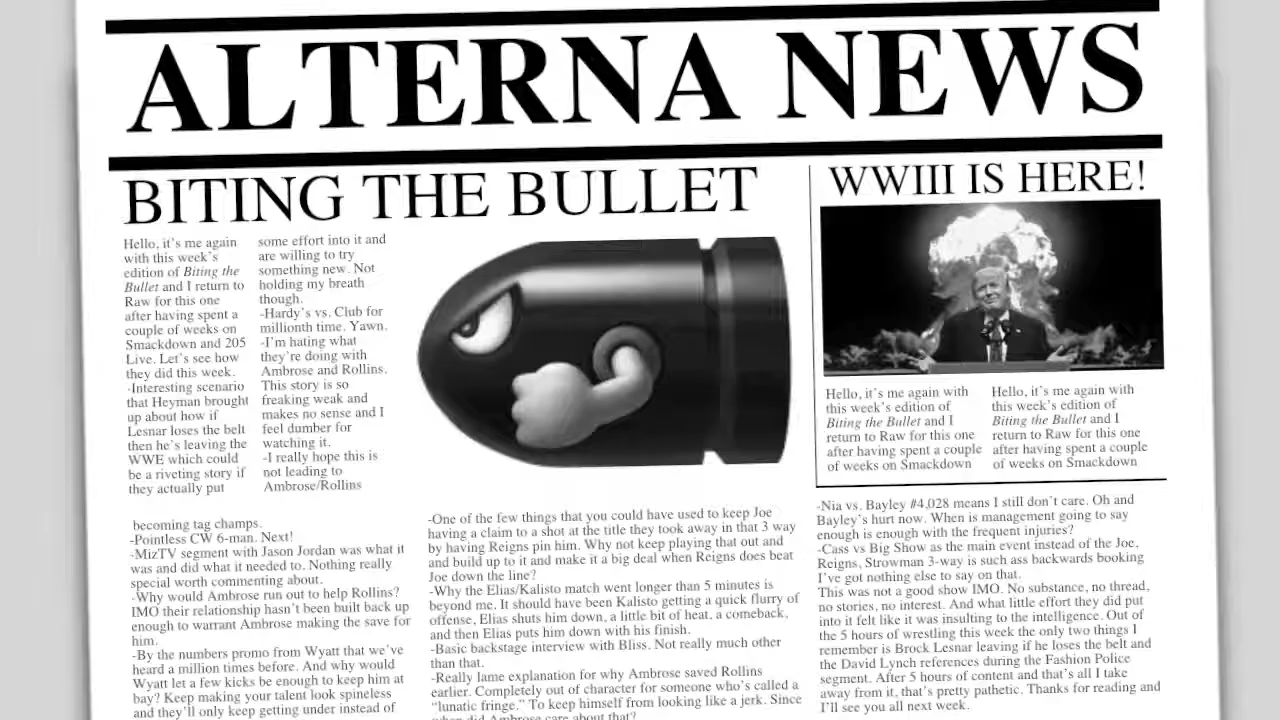 ALTERNA NEWS
BITING THE BULLET
Hello, it's me again
with this week's
edition of Biting the
Bullet and I return to
Raw for this one
after having spent a
couple of weeks on
Smackdown and 205
Live. Let's see how
they did this week.
-Interesting scenario
that Heyman brought
up about how if
Lesnar loses the belt
then he's leaving the
WWE which could
be a riveting story if
they actually put
some effort into it and
are willing to try
something new. Not
holding my breath
though.
-Hardy's vs. Club for
millionth time. Yawn.
-I'm hating what
they're doing with
Ambrose and Rollins.
This story is so
freaking weak and
makes no sense and I
feel dumber for
watching it.
-I really hope this is
not leading to
Ambrose/Rollins
becoming tag champs.
-Pointless CW 6-man. Next!
-MizTV segment with Jason Jordan was what it
was and did what it needed to. Nothing really
special worth commenting about.
-Why would Ambrose run out to help Rollins?
IMO their relationship hasn't been built back up
enough to warrant Ambrose making the save for
him.
-By the numbers promo from Wyatt that we've
heard a million times before. And why would
Wyatt let a few kicks be enough to keep him at
bay? Keep making your talent look spineless
and they'll only keep getting under instead of
-One of the few things that you could have used to keep Joe
having a claim to a shot at the title they took away in that 3 way
by having Reigns pin him. Why not keep playing that out and
and build up to it and make it a big deal when Reigns does beat
Joe down the line?
-Why the Elias/Kalisto match went longer than 5 minutes is
beyond me. It should have been Kalisto getting a quick flurry of
offense, Elias shuts him down, a little bit of heat, a comeback,
and then Elias puts him down with his finish.
-Basic backstage interview with Bliss. Not really much other
than that.
-Really lame explanation for why Ambrose saved Rollins
earlier. Completely out of character for someone who's called a
"lunatic fringe." To keep himself from looking like a jerk. Since
when did Ambrose care about that?
WWIII IS HERE!
Hello, it's me again with
this week's edition of
Biting the Bullet and I
return to Raw for this one
after having spent a couple
of weeks on Smackdown
Hello, it's me again with
this week's edition of
Biting the Bullet and I
return to Raw for this one
after having spent a couple
of weeks on Smackdown
-Nia vs. Bayley #4,028 means I still don't care. Oh and
Bayley's hurt now. When is management going to say
enough is enough with the frequent injuries?
-Cass vs Big Show as the main event instead of the Joe,
Reigns, Strowman 3-way is such ass backwards booking
I've got nothing else to say on that.
This was not a good show IMO. No substance, no thread,
no stories, no interest. And what little effort they did put
into it felt like it was insulting to the intelligence. Out of
the 5 hours of wrestling this week the only two things I
remember is Brock Lesnar leaving if he loses the belt and
the David Lynch references during the Fashion Police
segment. After 5 hours of content and that's all I take
away from it, that's pretty pathetic. Thanks for reading and
I'll see you all next week.